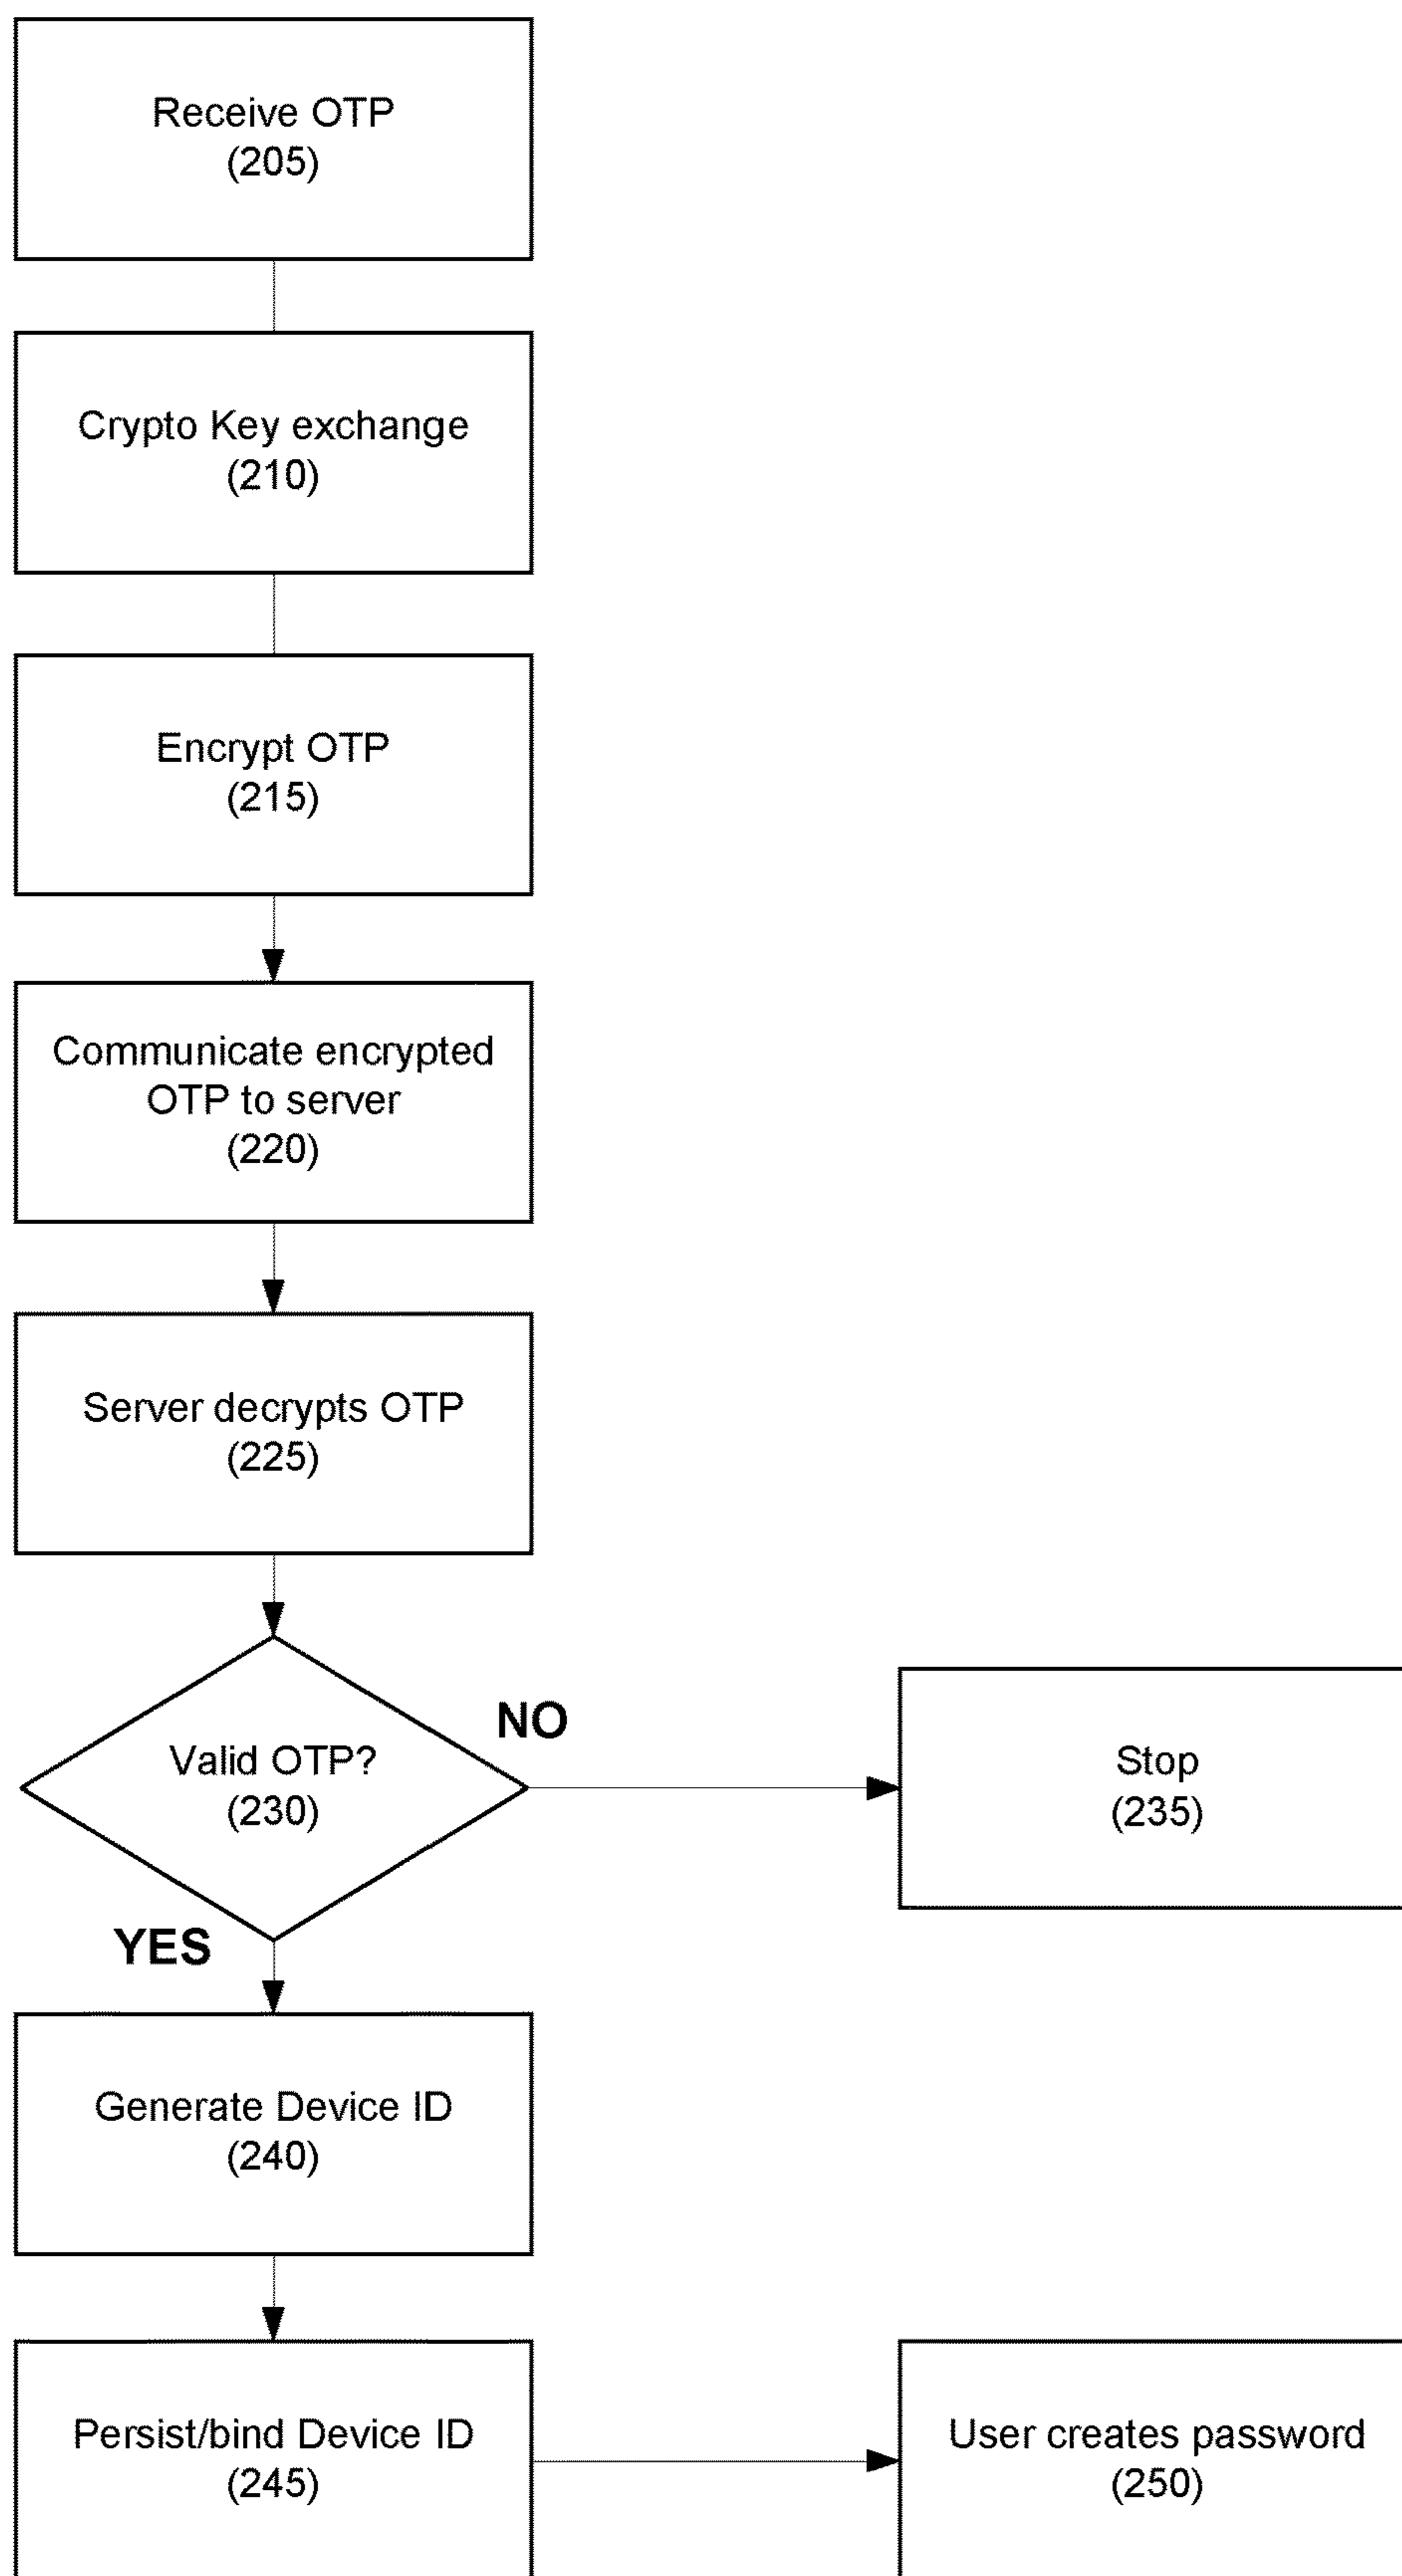 Receive OTP
(205)
Crypto Key exchange
(210)
Encrypt OTP
(215)
Communicate encrypted
OTP to server
(220)
Server decrypts OTP
(225)
Valid OTP?
(230)
NO
Stop
(235)
YES
Generate Device ID
(240)
Persist/bind Device ID
(245)
User creates password
(250)